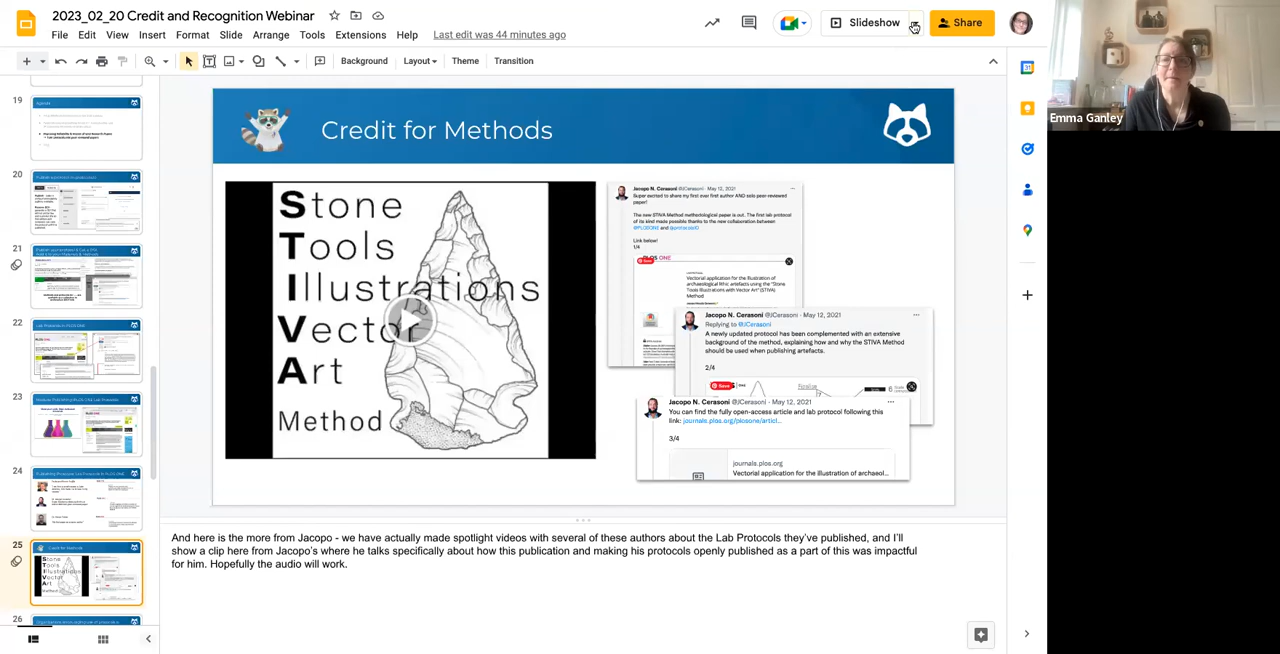 2023_02_20 Credit and Recognition Webinar
File Edit View Insert Format Slide Arrange Tools Extensions Help Last edit was 44 minutes ago
Slideshow
Share
Background Layout Theme Transition
Emma Ganley
19
20
21
22
23
24
25
26
Credit for Methods
Stone
Tools
Illustrations
Vector
Art
Method
Jacopo N. Cerasoni @JCerasoni · May 12, 2021
Super excited to share my first ever first author AND solo peer-reviewed
paper!
The new STIVA Method methodological paper is out. The first lab protocol
of its kind made possible thanks to the new collaboration between
@PLOSONE and @protocolsIO
Link below!
1/4
PLOS ONE
Vectorial application for the illustration of
archaeological lithic artefacts using the "Stone
Tools Illustrations with Vector Art" (STIVA)
Method
Jacopo N. Cerasoni @JCerasoni · May 12, 2021
Replying to @JCerasoni
A newly updated protocol has been complemented with an extensive
background of the method, explaining how and why the STIVA Method
should be used when publishing artefacts.
2/4
Save
Jacopo N. Cerasoni @JCerasoni · May 12, 2021
You can find the fully open-access article and lab protocol following this
link: journals.plos.org/plosone/articl...
3/4
journals.plos.org
Vectorial application for the illustration of archaeol...
And here is the more from Jacopo - we have actually made spotlight videos with several of these authors about the Lab Protocols they've published, and I'll
show a clip here from Jacopo's where he talks specifically about how this publication and making his protocols openly published as a part of this was impactful
for him. Hopefully the audio will work.